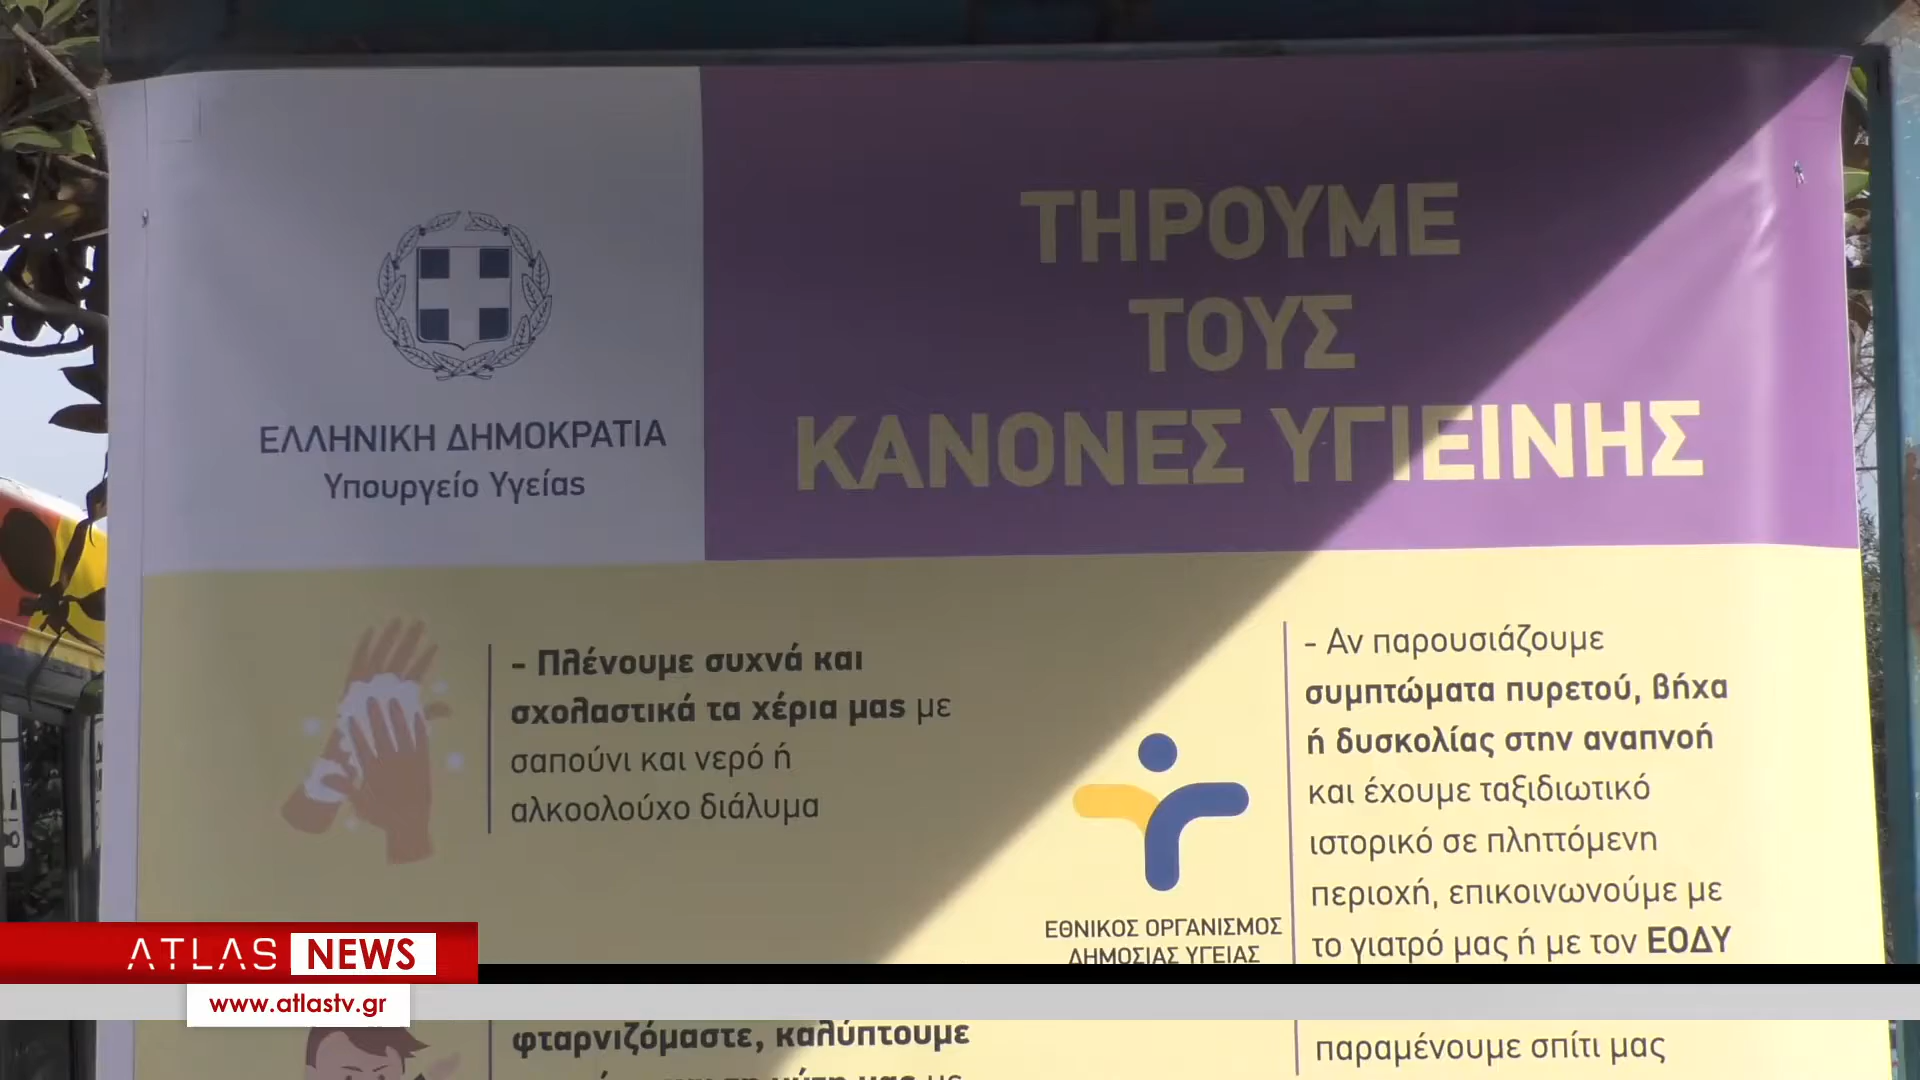 ΕΛΛΗΝΙΚΗ ΔΗΜΟΚΡΑΤΙΑ
Υπουργείο Υγείας
ΤΗΡΟΥΜΕ
ΤΟΥΣ
ΚΑΝΟΝΕΣ ΥΓΙΕΙΝΗΣ
- Πλένουμε συχνά και
σχολαστικά τα χέρια μας με
σαπούνι και νερό ή
αλκοολούχο διάλυμα
ΕΘΝΙΚΟΣ ΟΡΓΑΝΙΣΜΟΣ
ΔΗΜΟΣΙΑΣ ΥΓΕΙΑΣ
- Αν παρουσιάζουμε
συμπτώματα πυρετού, βήχα
ή δυσκολίας στην αναπνοή
και έχουμε ταξιδιωτικό
ιστορικό σε πληττόμενη
περιοχή, επικοινωνούμε με
το γιατρό μας ή με τον ΕΟΔΥ
ATLAS NEWS
www.atlastv.gr
φταρνιζόμαστε, καλύπτουμε
παραμένουμε σπίτι μας